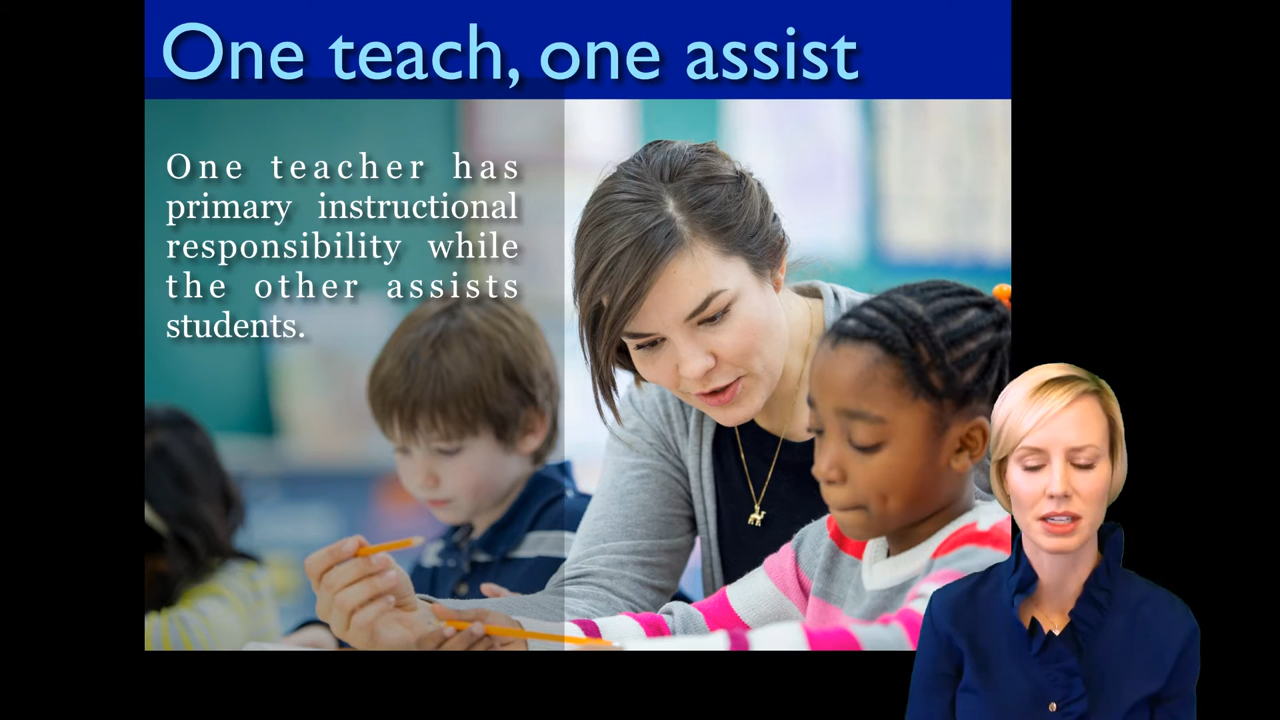 One teach, one assist
One teacher has
primary instructional
responsibility while
the other assists
students.